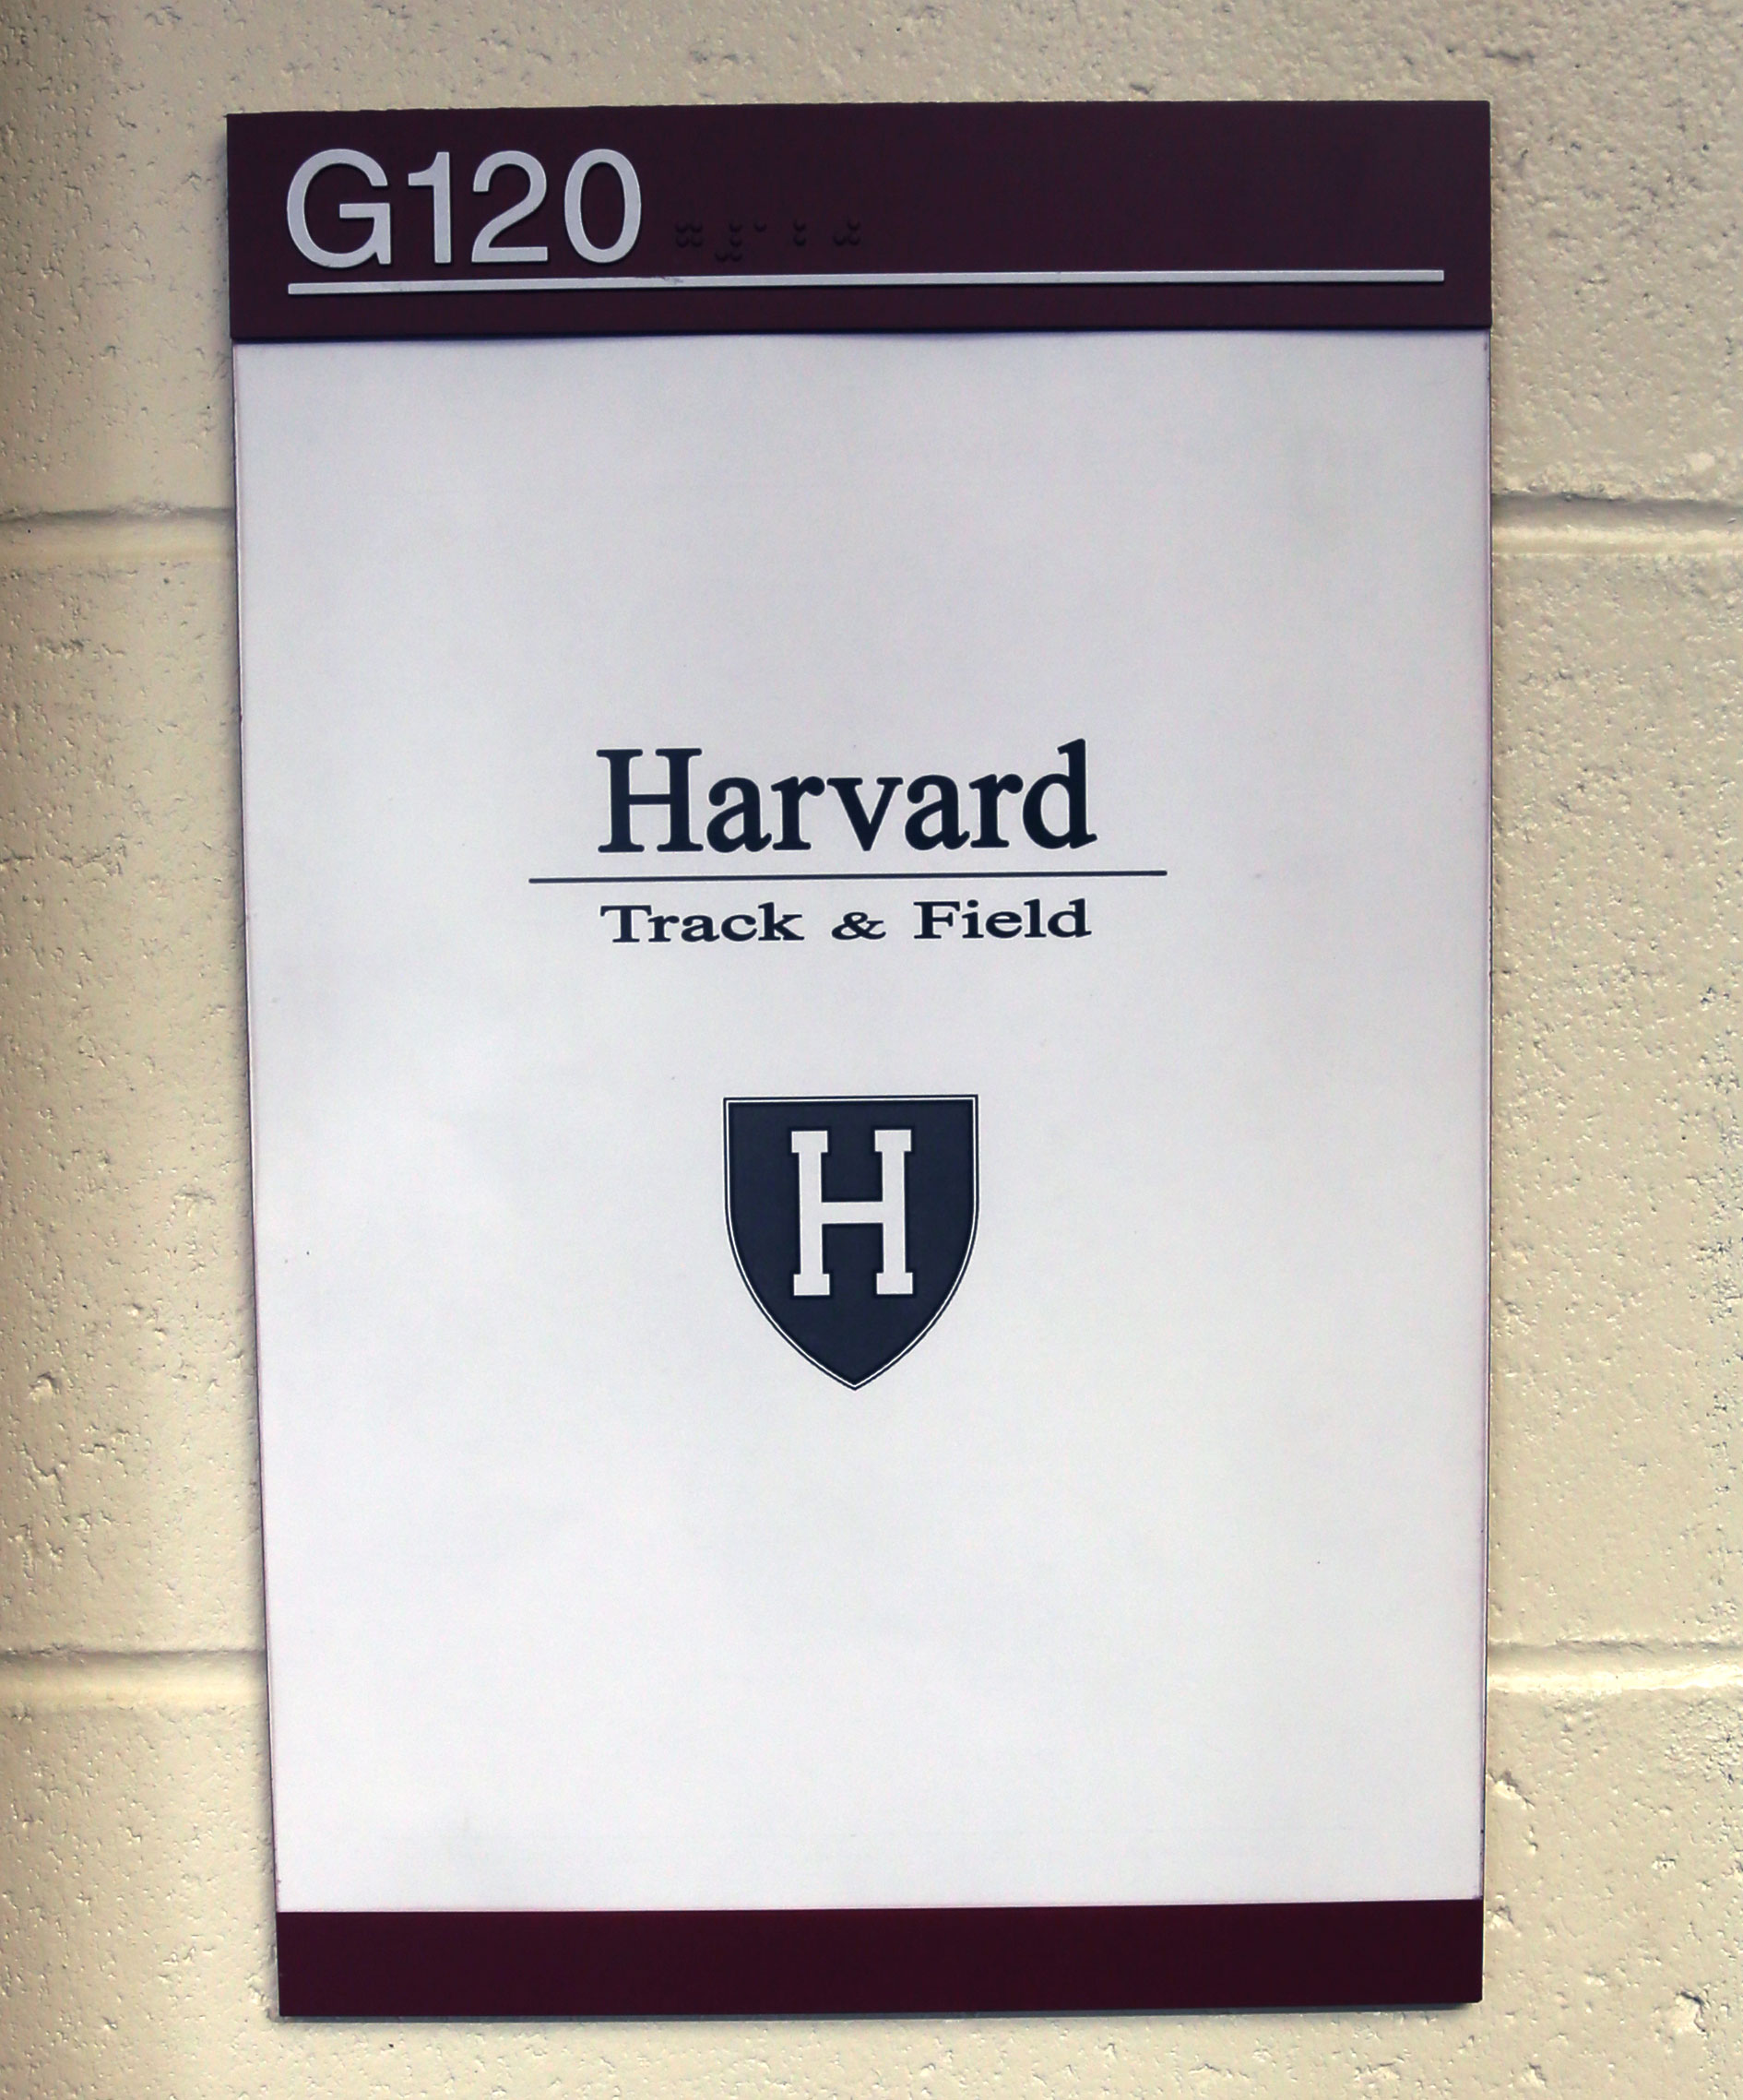 G120
Harvard
Track & Field
H